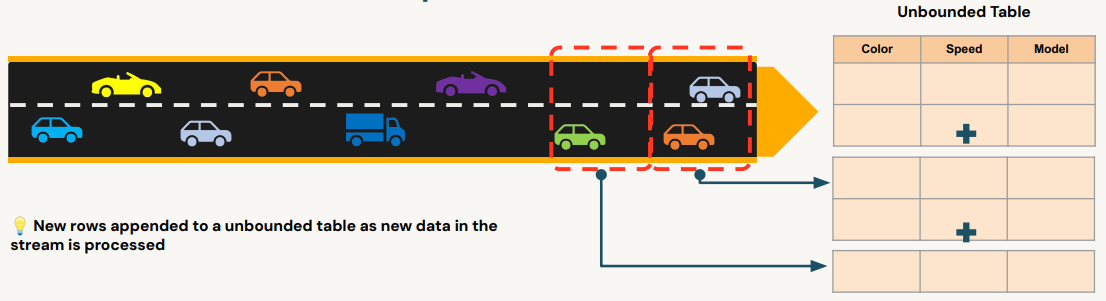 Unbounded Table
Color Speed Model
💡 New rows appended to a unbounded table as new data in the
stream is processed